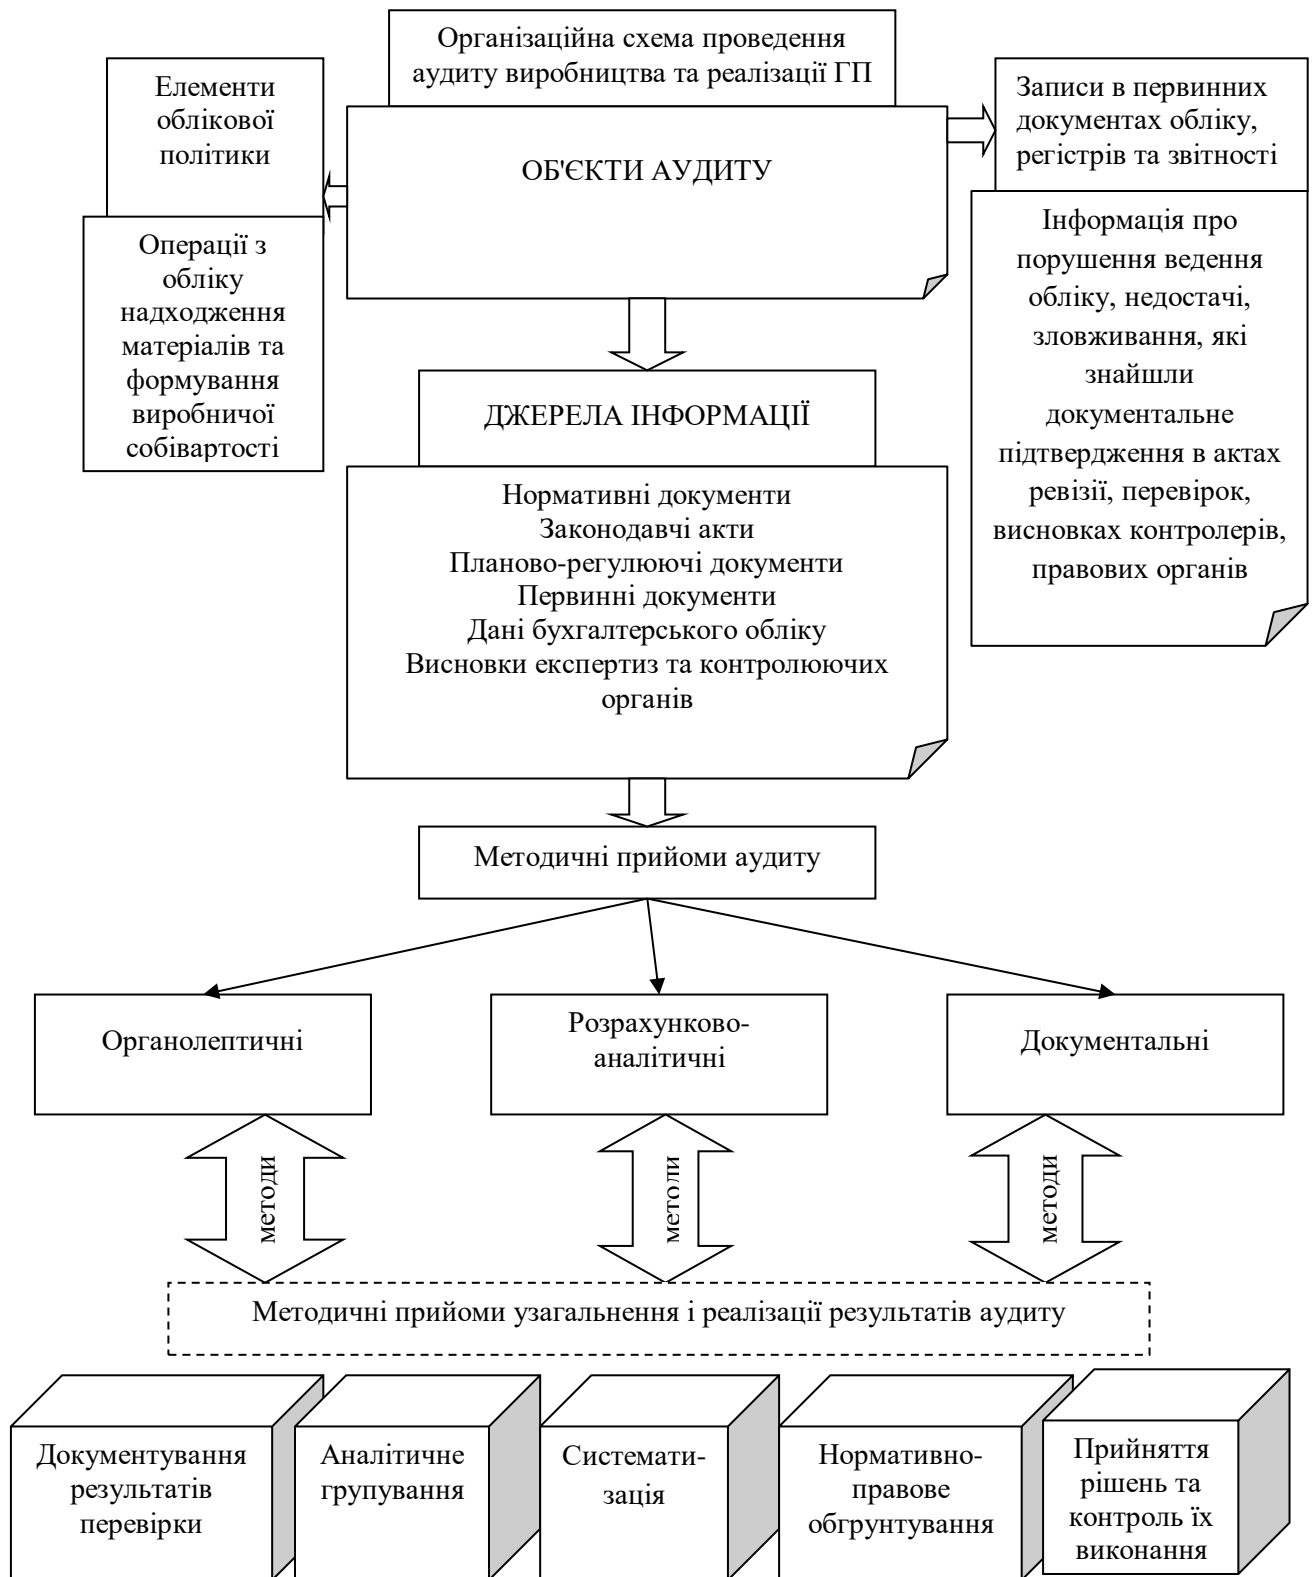 Організаційна схема проведення
аудиту виробництва та реалізації ГП
Елементи
облікової
політики
ОБ'ЄКТИ АУДИТУ
Записи в первинних
документах обліку,
регістрів та звітності
Операції з
обліку
надходження
матеріалів та
формування
виробничої
собівартості
Інформація про
порушення ведення
обліку, недостачі,
зловживання, які
знайшли
документальне
підтвердження в актах
ревізії, перевірок,
висновках контролерів,
правових органів
ДЖЕРЕЛА ІНФОРМАЦІЇ
Нормативні документи
Законодавчі акти
Планово-регулюючі документи
Первинні документи
Дані бухгалтерського обліку
Висновки експертиз та контролюючих
органів
Методичні прийоми аудиту
Органолептичні
Розрахунково-
аналітичні
Документальні
методи
метоли
методи
Методичні прийоми узагальнення і реалізації результатів аудиту
Документування
результатів
перевірки
Аналітичне
групування
Системати-
зація
Нормативно-
правове
обгрунтування
Прийняття
рішень та
контроль їх
виконання